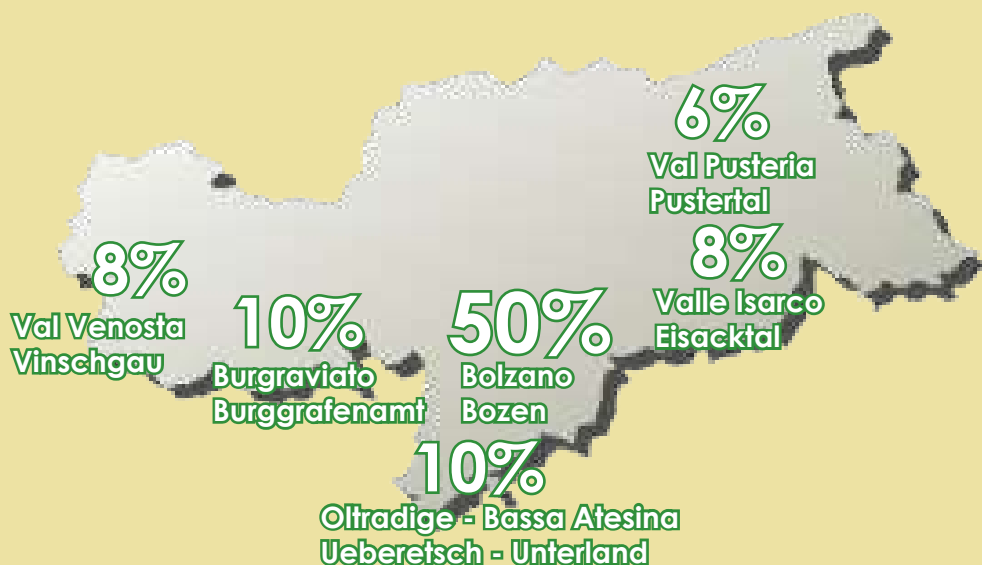 6%
Val Pusteria
Pustertal
8%
Valle Isarco
Eisacktal
8%
Val Venosta
Vinschgau
10%
Burgraviato
Burggrafenamt
50%
Bolzano
Bozen
10%
Oltradige - Bassa Atesina
Ueberetsch - Unterland